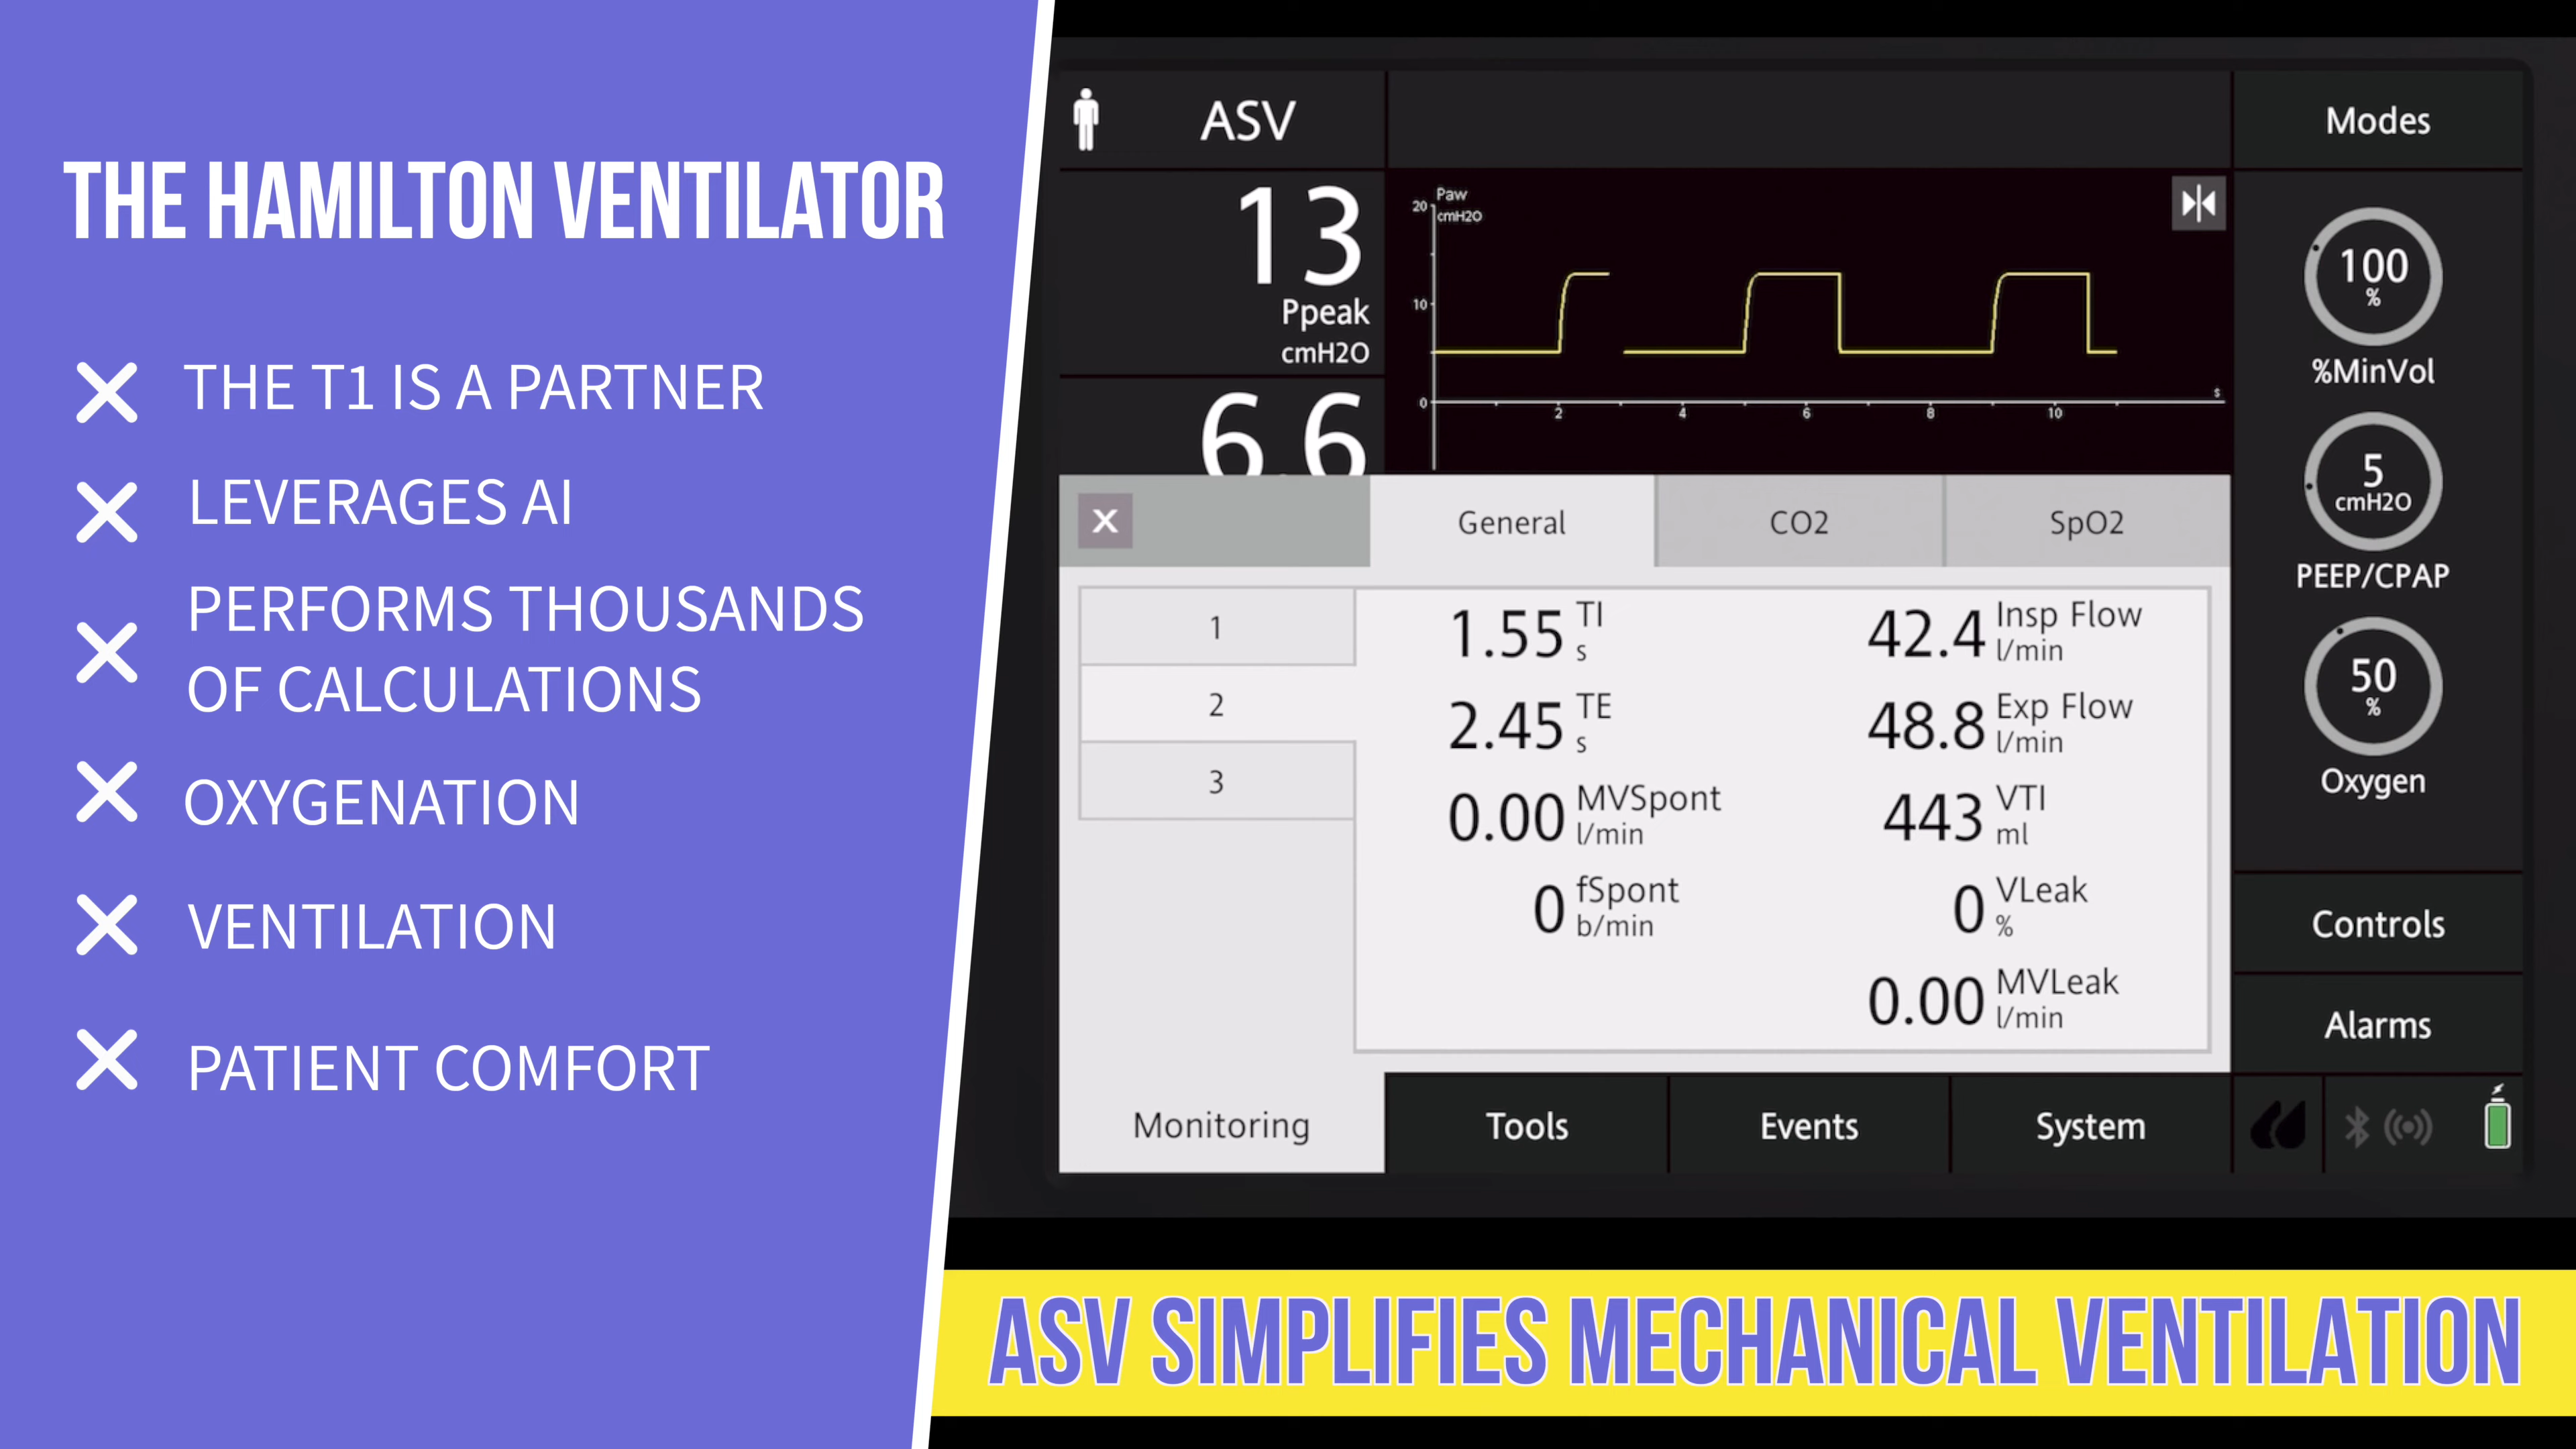 THE HAMILTON VENTILATOR
THE T1 IS A PARTNER
LEVERAGES AI
PERFORMS THOUSANDS
OF CALCULATIONS
OXYGENATION
VENTILATION
PATIENT COMFORT
ASV
Modes
13
Ppeak
cmH2O
6.6
Paw
cmH2O
20
10
0
2
4
6
8
10
s
100
%
%MinVol
5
cmH2O
PEEP/CPAP
50
%
Oxygen
X
General
CO2
SpO2
1
2
3
1.55 TI s
2.45 TE s
0.00 MVSpont l/min
0 fSpont b/min
42.4 Insp Flow l/min
48.8 Exp Flow l/min
443 VTI ml
0 VLeak %
0.00 MVLeak l/min
Controls
Alarms
Monitoring
Tools
Events
System
ASV SIMPLIFIES MECHANICAL VENTILATION